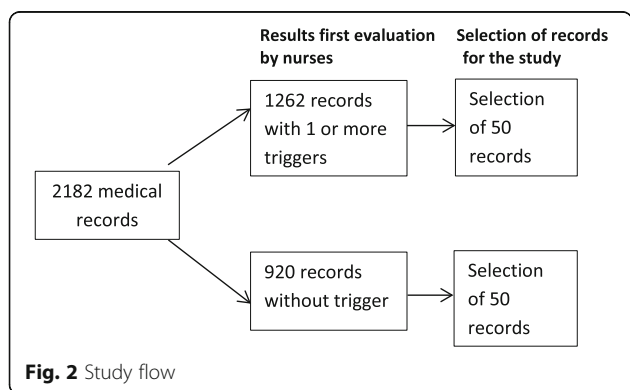 Results first evaluation
by nurses
Selection of records
for the study
2182 medical
records
1262 records
with 1 or more
triggers
Selection
of 50
records
920 records
without trigger
Selection
of 50
records
Fig. 2 Study flow